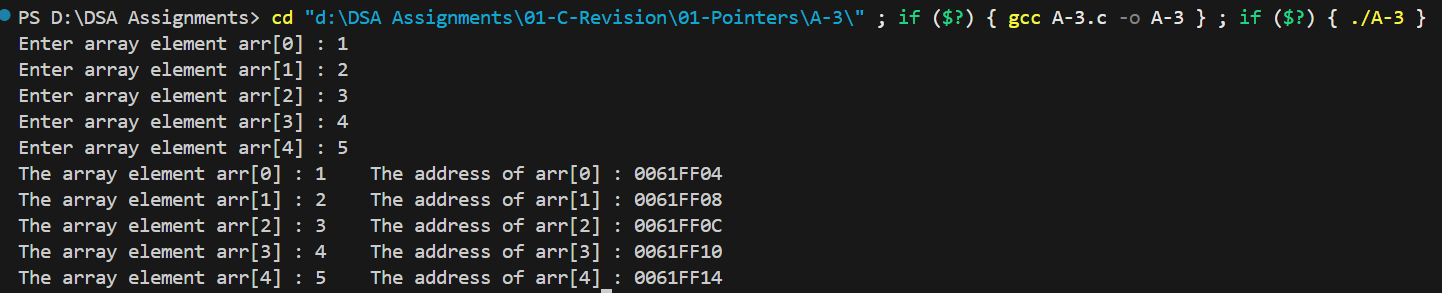 PS D:\DSA Assignments> cd "d:\DSA Assignments\01-C-Revision\01-Pointers\A-3\" ; if ($?) { gcc A-3.c -o A-3 } ; if ($?) { ./A-3 }
Enter array element arr[0] : 1
Enter array element arr[1] : 2
Enter array element arr[2] : 3
Enter array element arr[3] : 4
Enter array element arr[4] : 5
The array element arr[0] : 1    The address of arr[0] : 0061FF04
The array element arr[1] : 2    The address of arr[1] : 0061FF08
The array element arr[2] : 3    The address of arr[2] : 0061FF0C
The array element arr[3] : 4    The address of arr[3] : 0061FF10
The array element arr[4] : 5    The address of arr[4] : 0061FF14